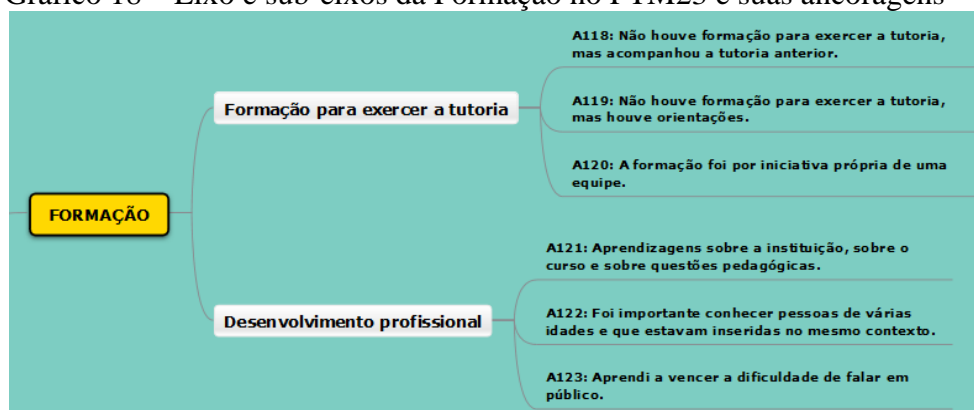 Gráfico 18 – Eixo e sub-eixos da Formação no PTM23 e suas ancoragens
A118: Não houve formação para exercer a tutoria,
mas acompanhou a tutoria anterior.
Formação para exercer a tutoria
A119: Não houve formação para exercer a tutoria,
mas houve orientações.
A120: A formação foi por iniciativa própria de uma
equipe.
FORMAÇÃO
A121: Aprendizagens sobre a instituição, sobre o
curso e sobre questões pedagógicas.
Desenvolvimento profissional
A122: Foi importante conhecer pessoas de várias
idades e que estavam inseridas no mesmo contexto.
A123: Aprendi a vencer a dificuldade de falar em
público.